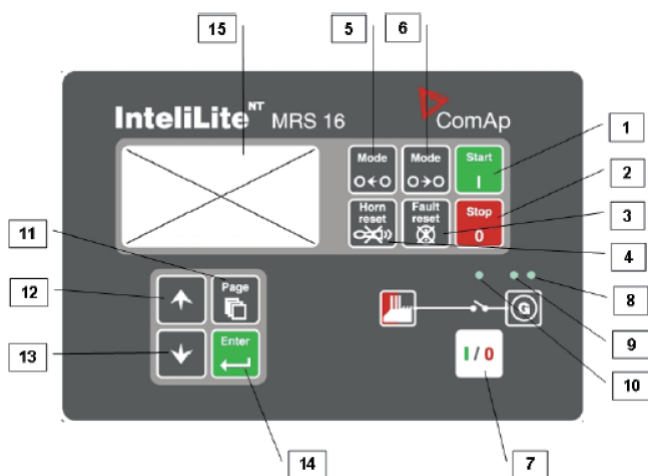 15
5
6
InteliLite NT MRS 16
ComAp
Mode
Mode
Start
I
1
Horn
reset
Fault
reset
Stop
0
2
3
4
11
12
Page
8
G
9
13
Enter
I / 0
10
14
7